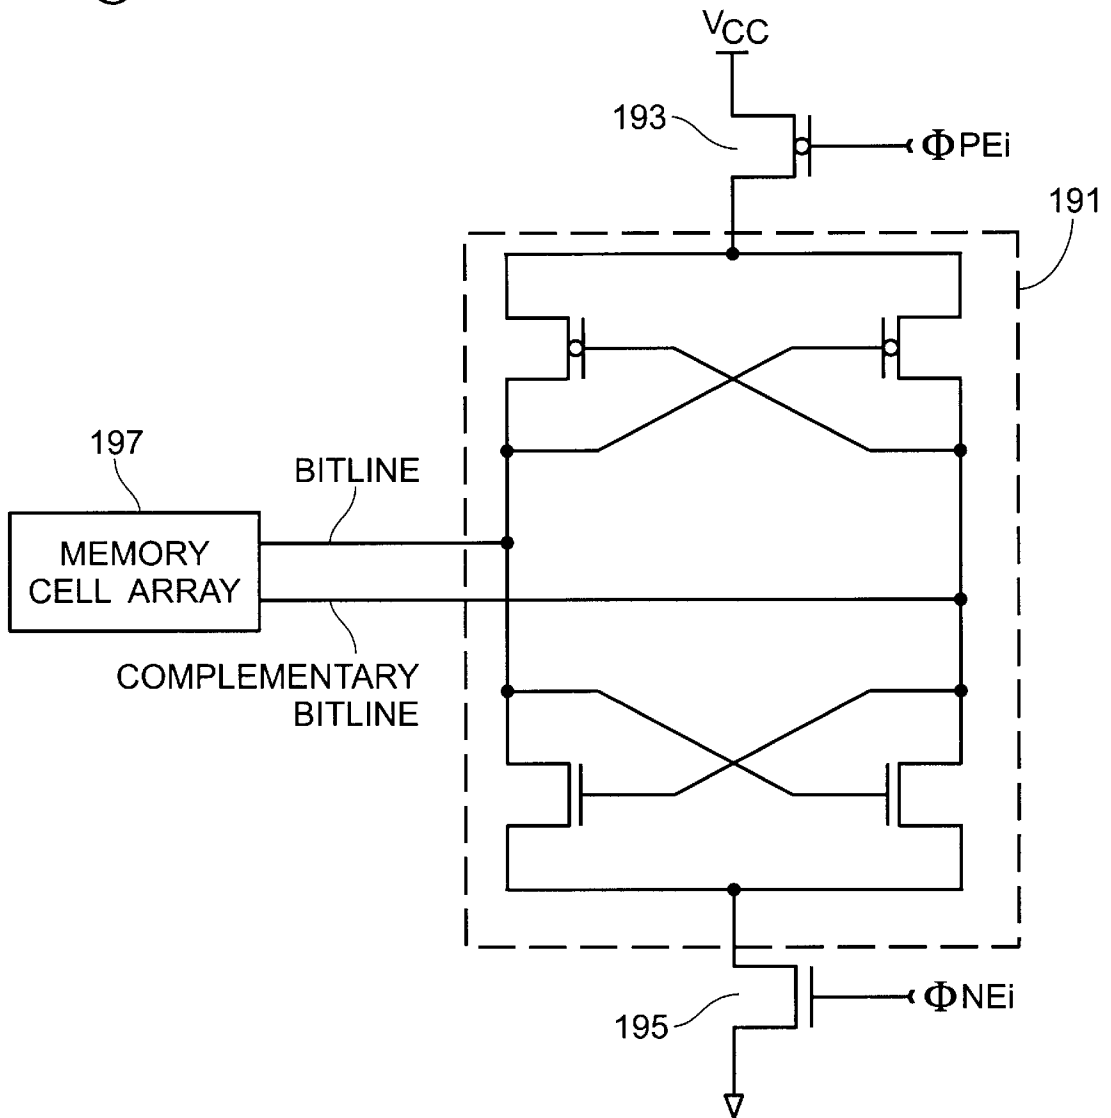 VCC
193
ΦPEi
191
197
BITLINE
MEMORY
CELL ARRAY
COMPLEMENTARY
BITLINE
195
ΦNEi